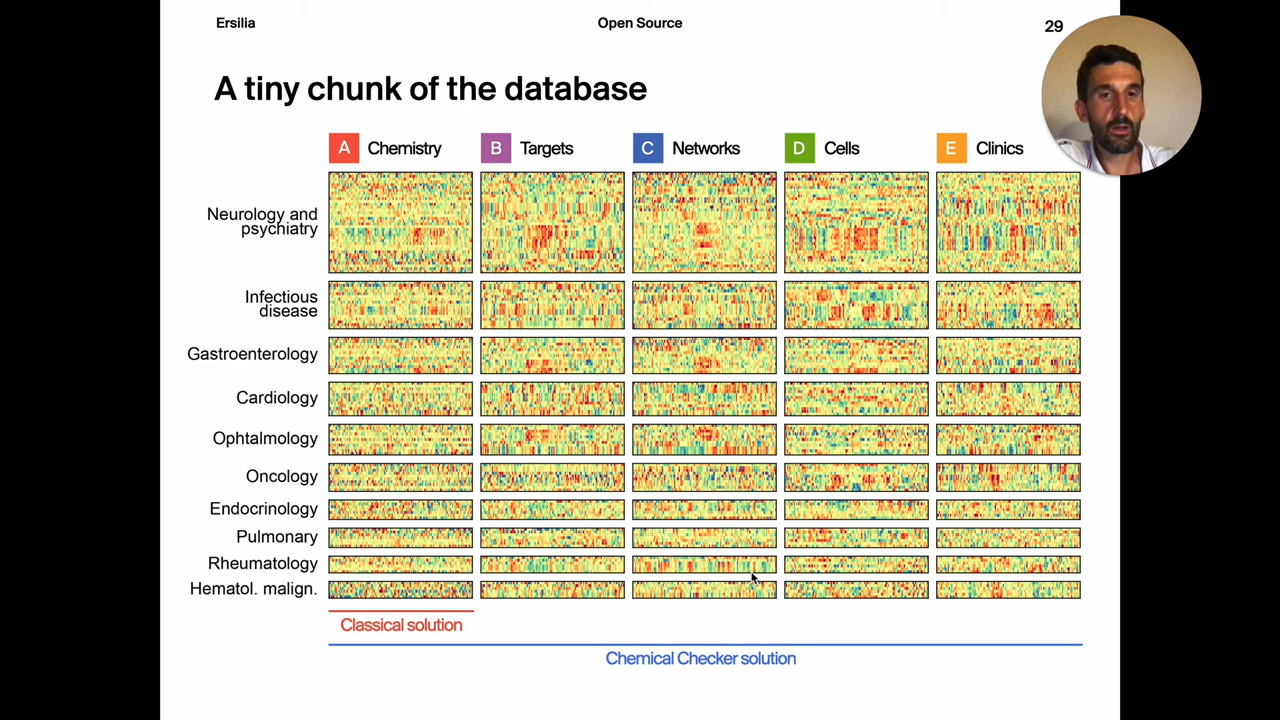 Ersilia
Open Source
29
A tiny chunk of the database
A Chemistry
B Targets
C Networks
D Cells
E Clinics
Neurology and
psychiatry
Infectious
disease
Gastroenterology
Cardiology
Ophtalmology
Oncology
Endocrinology
Pulmonary
Rheumatology
Hematol. malign.
Classical solution
Chemical Checker solution